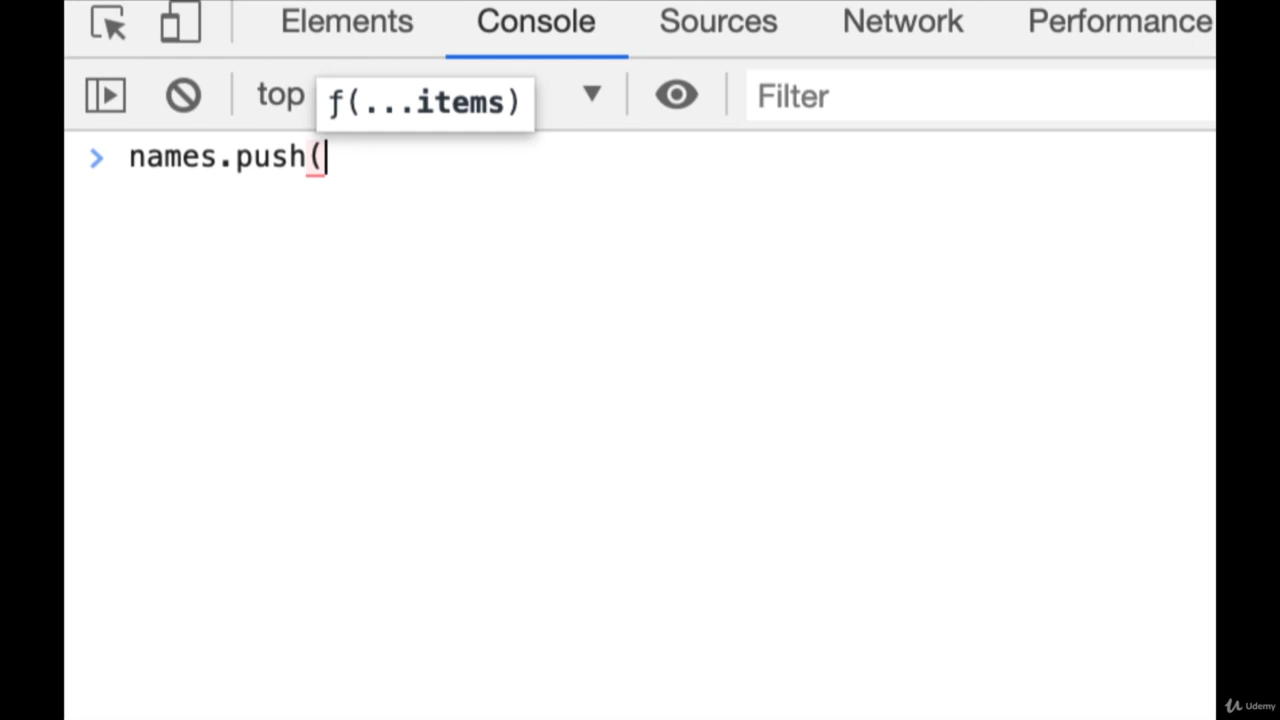 Elements Console Sources Network Performance
top ƒ(...items) Filter
> names.push(
Udemy